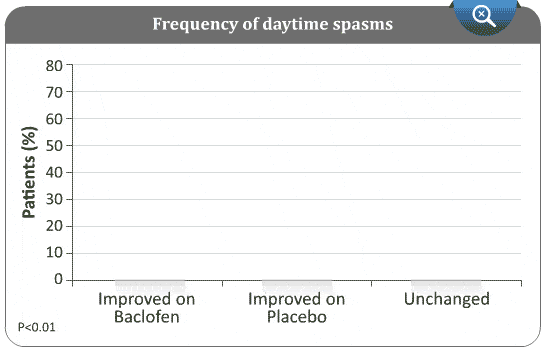 Frequency of daytime spasms
80
70
60
50
40
30
20
10
0
Patients (%)
Improved on
Baclofen
Improved on
Placebo
Unchanged
P<0.01